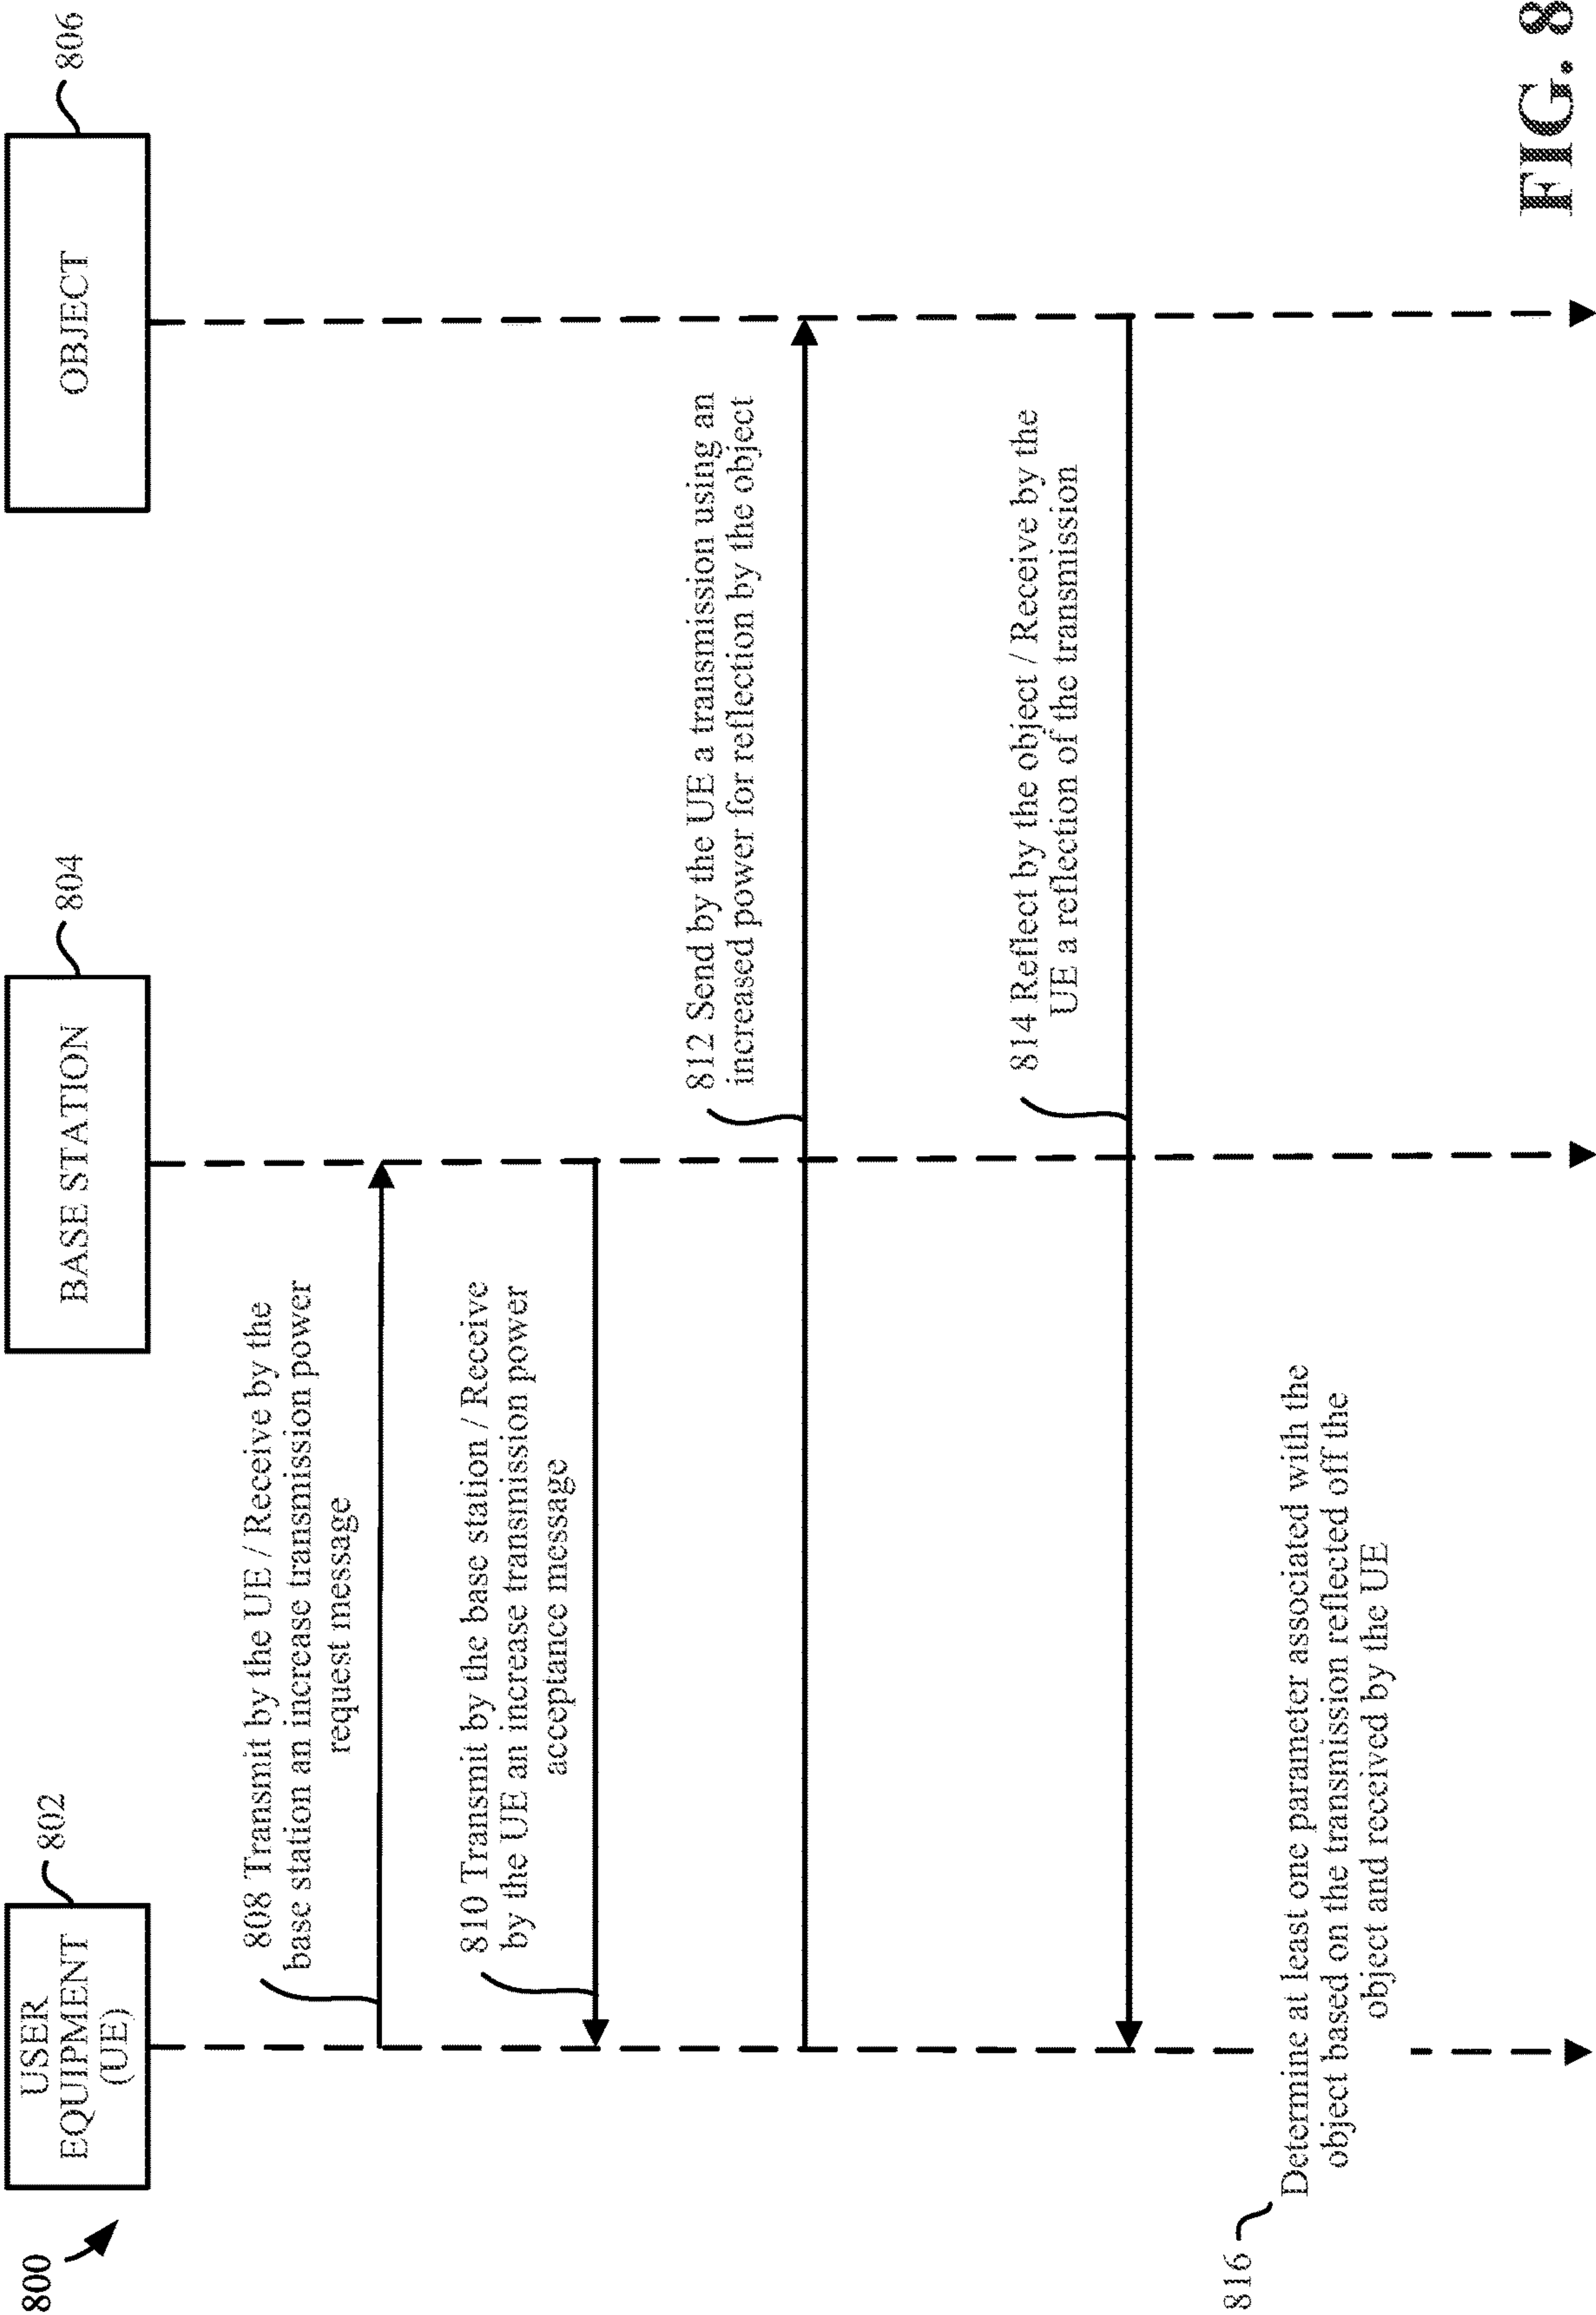 800
USER
EQUIPMENT
(UE)
802
BASE STATION
804
OBJECT
806
808 Transmit by the UE / Receive by the
base station an increase transmission power
request message
810 Transmit by the base station / Receive
by the UE an increase transmission power
acceptance message
812 Send by the UE a transmission using an
increased power for reflection by the object
814 Reflect by the object / Receive by the
UE a reflection of the transmission
816
Determine at least one parameter associated with the
object based on the transmission reflected off the
object and received by the UE
FIG. 8